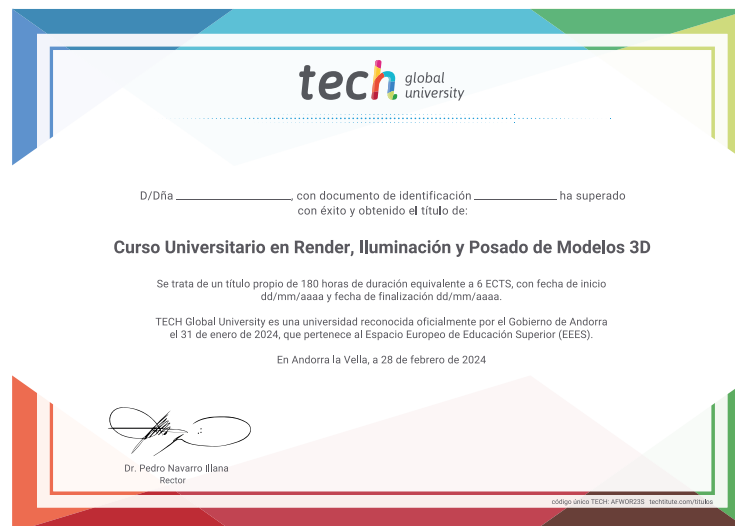 tech global university
D/Dña ____________________, con documento de identificación ______________ ha superado
con éxito y obtenido el título de:
Curso Universitario en Render, Iluminación y Posado de Modelos 3D
Se trata de un título propio de 180 horas de duración equivalente a 6 ECTS, con fecha de inicio
dd/mm/aaaa y fecha de finalización dd/mm/aaaa.
TECH Global University es una universidad reconocida oficialmente por el Gobierno de Andorra
el 31 de enero de 2024, que pertenece al Espacio Europeo de Educación Superior (EEES).
En Andorra la Vella, a 28 de febrero de 2024
Dr. Pedro Navarro Illana
Rector
código único TECH: AFWOR23S techtitute.com/titulos